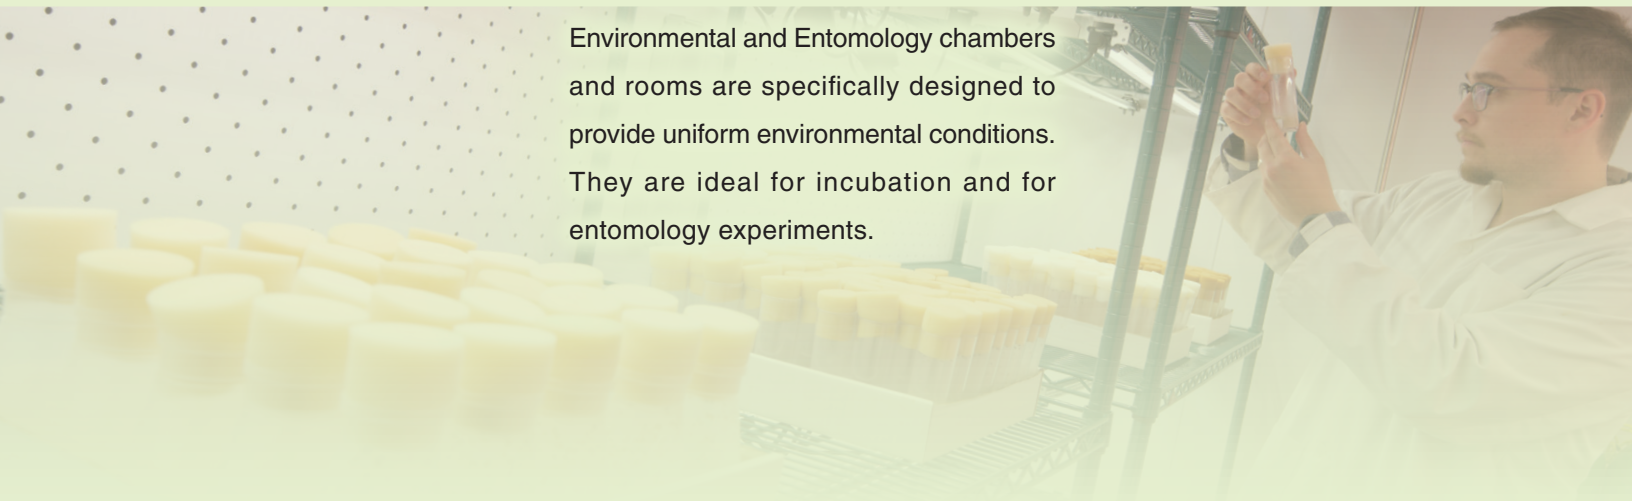 Environmental and Entomology chambers
and rooms are specifically designed to
provide uniform environmental conditions.
They are ideal for incubation and for
entomology experiments.